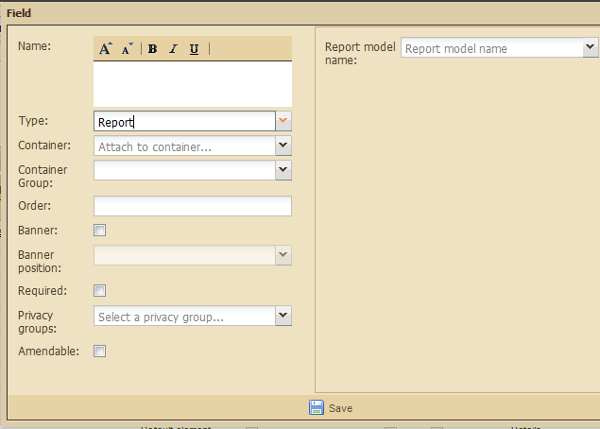 Field
Name:
A A B I U
Type: Report
Container: Attach to container...
Container
Group:
Order:
Banner:
Banner
position:
Required:
Privacy
groups: Select a privacy group...
Amendable:
Report model
name: Report model name
Save